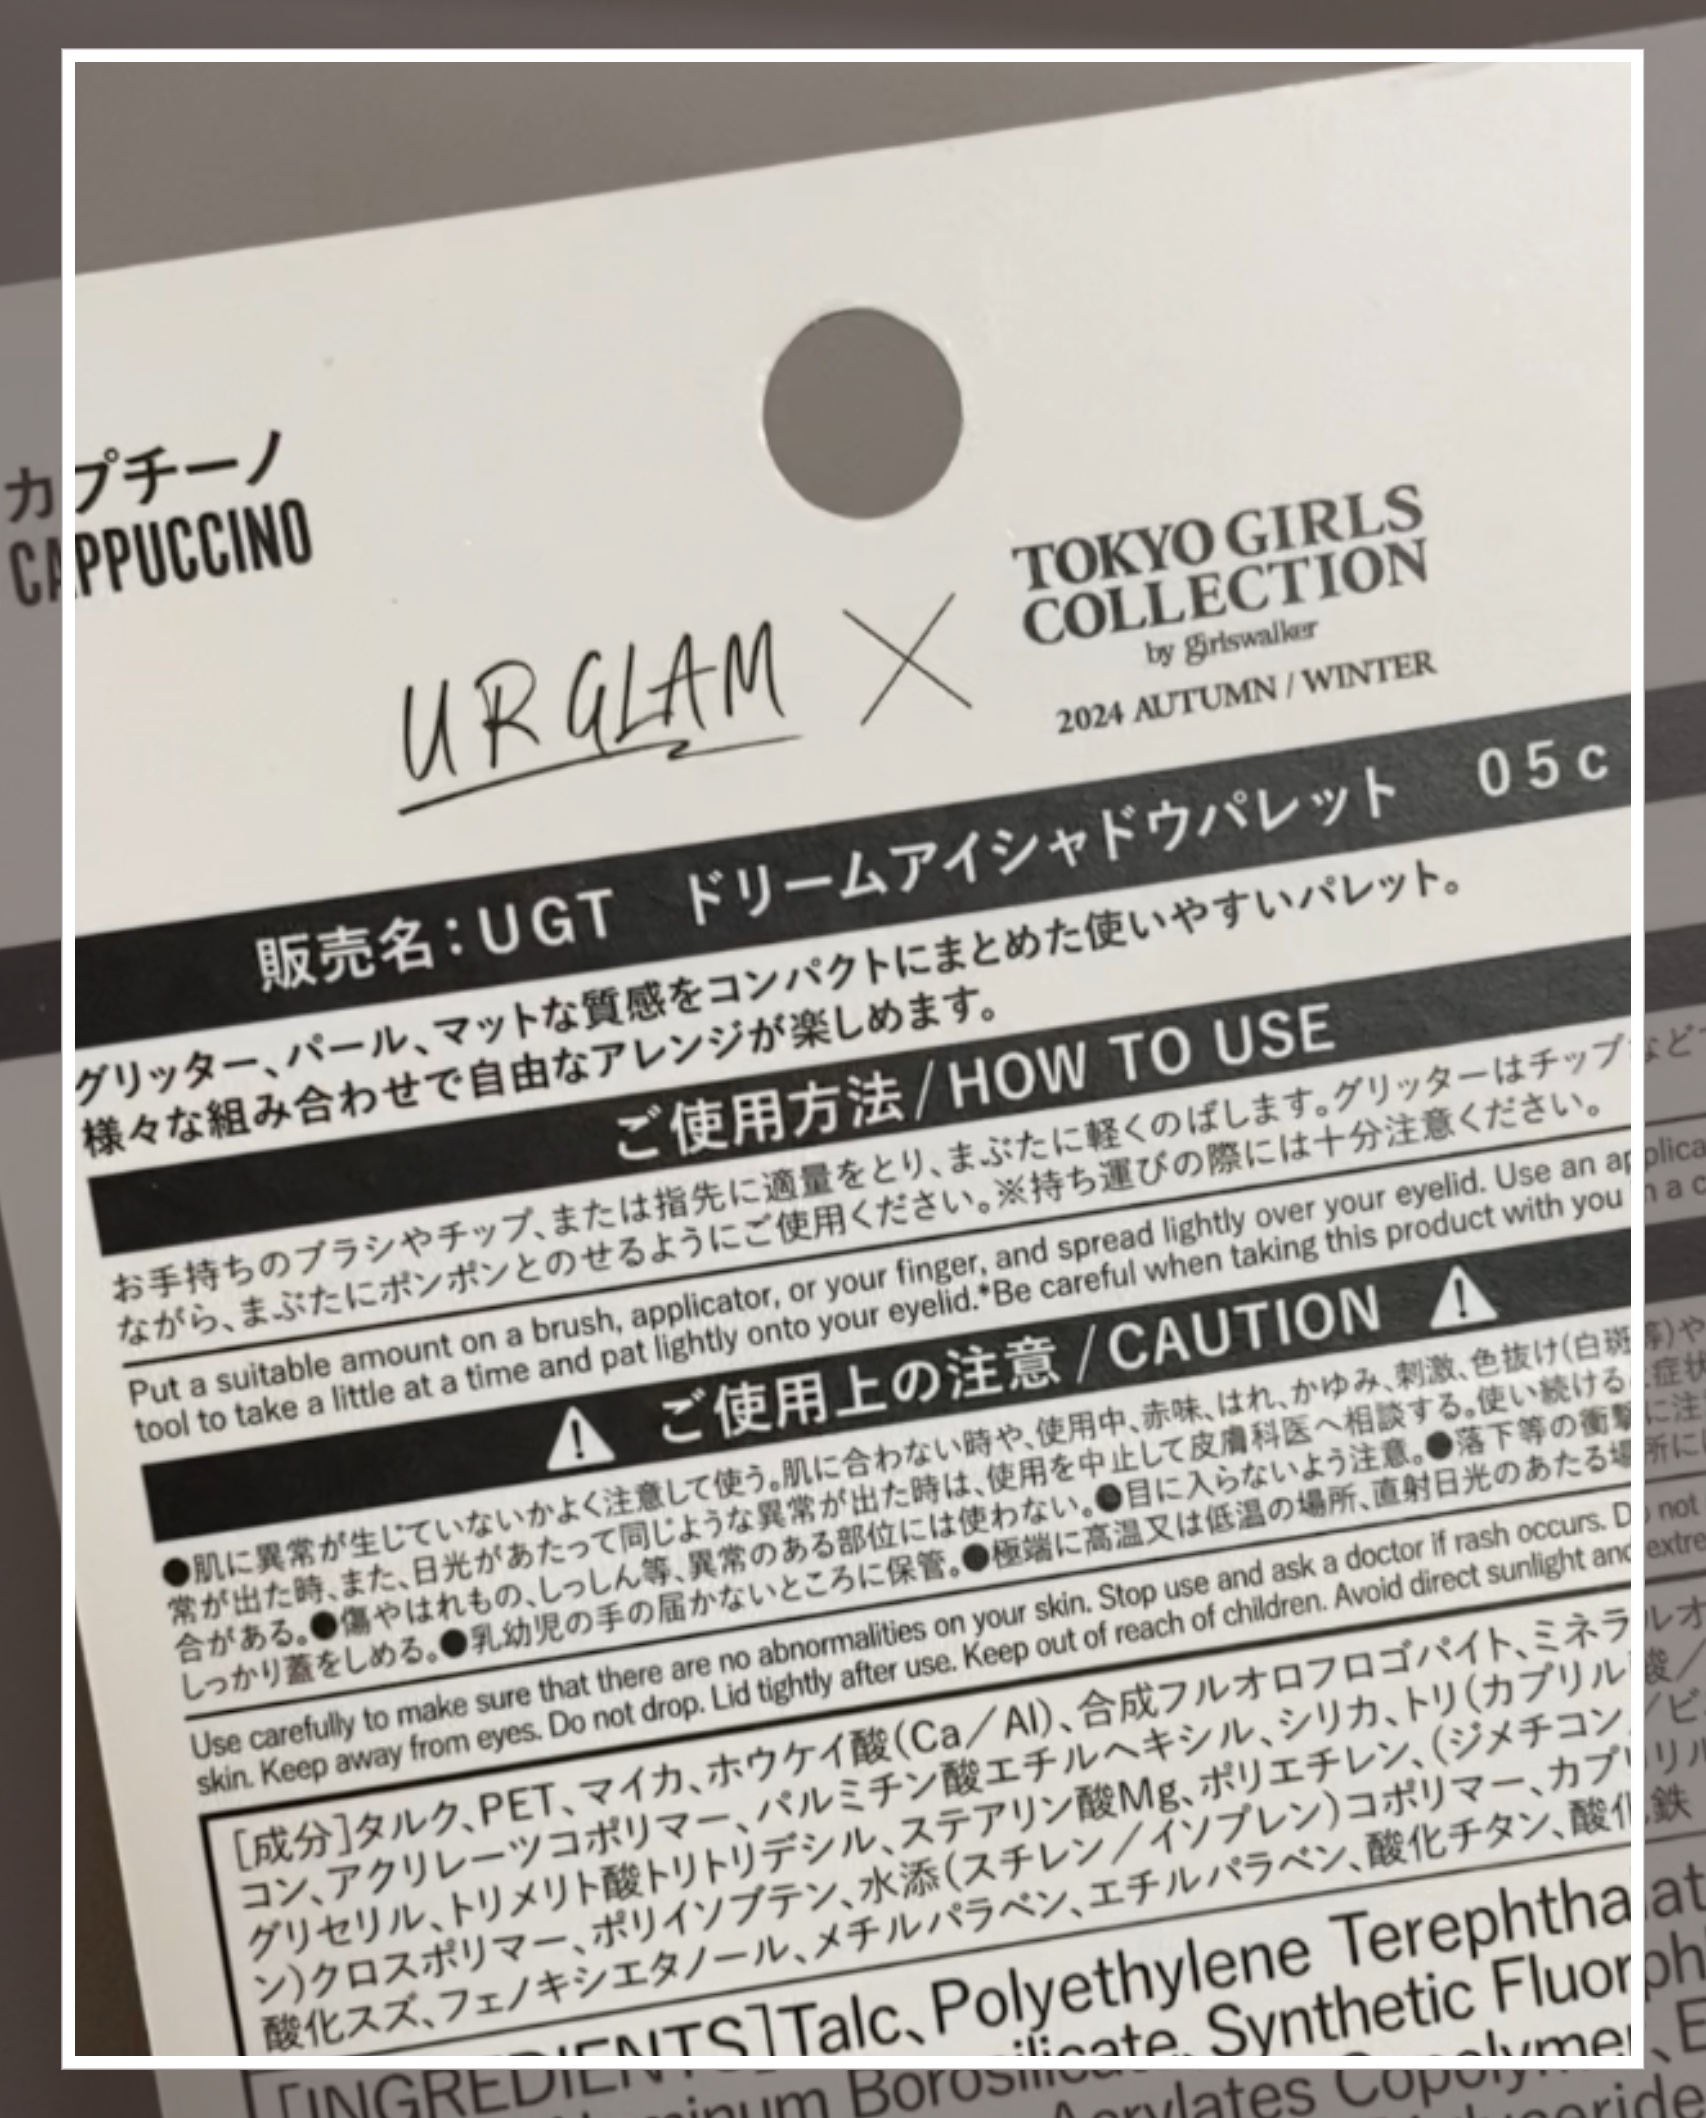 カプチーノ
CAPPUCCINO
UR GLAM
×
TOKYO GIRLS
COLLECTION
by girlswalker
2024 AUTUMN / WINTER
販売名：UGT ドリームアイシャドウパレット 05c
グリッター、パール、マットな質感をコンパクトにまとめた使いやすいパレット。
様々な組み合わせで自由なアレンジが楽しめます。
ご使用方法/HOW TO USE
お手持ちのブラシやチップ、または指先に適量をとり、まぶたに軽くのばします。グリッターはチップなどで
ながら、まぶたにポンポンとのせるようにご使用ください。※持ち運びの際には十分注意ください。
Put a suitable amount on a brush, applicator, or your finger, and spread lightly over your eyelid. Use an applica
tool to take a little at a time and pat lightly onto your eyelid.*Be careful when taking this product with you in a c
⚠ ご使用上の注意/CAUTION ⚠
●肌に異常が生じていないかよく注意して使う。肌に合わない時や、使用中、赤味、はれ、かゆみ、刺激、色抜け(白斑等)や
常が出た時、また、日光があたって同じような異常が出た時は、使用を中止して皮膚科医へ相談する。使い続けると症状
合がある。●傷やはれもの、しっしん等、異常のある部位には使わない。●目に入らないよう注意。●落下等の衝撃に注
しっかり蓋をしめる。●乳幼児の手の届かないところに保管。●極端に高温又は低温の場所、直射日光のあたる場所には
Use carefully to make sure that there are no abnormalities on your skin. Stop use and ask a doctor if rash occurs. Do not
skin. Keep away from eyes. Do not drop. Lid tightly after use. Keep out of reach of children. Avoid direct sunlight and extre
[成分]タルク、PET、マイカ、ホウケイ酸(Ca/Al)、合成フルオロフロゴパイト、ミネラルオ
コン、アクリレーツコポリマー、パルミチン酸エチルヘキシル、シリカ、トリ(カプリル酸/
グリセリル、トリメリト酸トリトリデシル、ステアリン酸Mg、ポリエチレン、(ジメチコン/ビ
ン)クロスポリマー、ポリイソブテン、水添(スチレン/イソプレン)コポリマー、カプリリル
酸化スズ、フェノキシエタノール、メチルパラベン、エチルパラベン、酸化チタン、酸化鉄
[INGREDIENTS]Talc、Polyethylene Terephthalat
Borosilicate、Synthetic Fluorph
Acrylates Copolymer、E